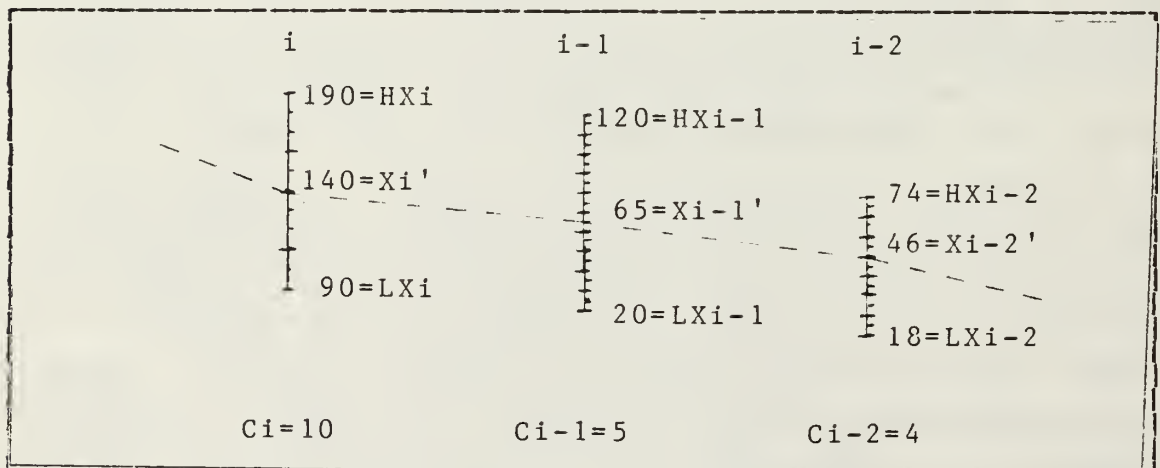 i i-1 i-2
190=HXi
120=HXi-1
140=Xi'
74=HXi-2
65=Xi-1'
46=Xi-2'
90=LXi
20=LXi-1
18=LXi-2
Ci=10 Ci-1=5 Ci-2=4